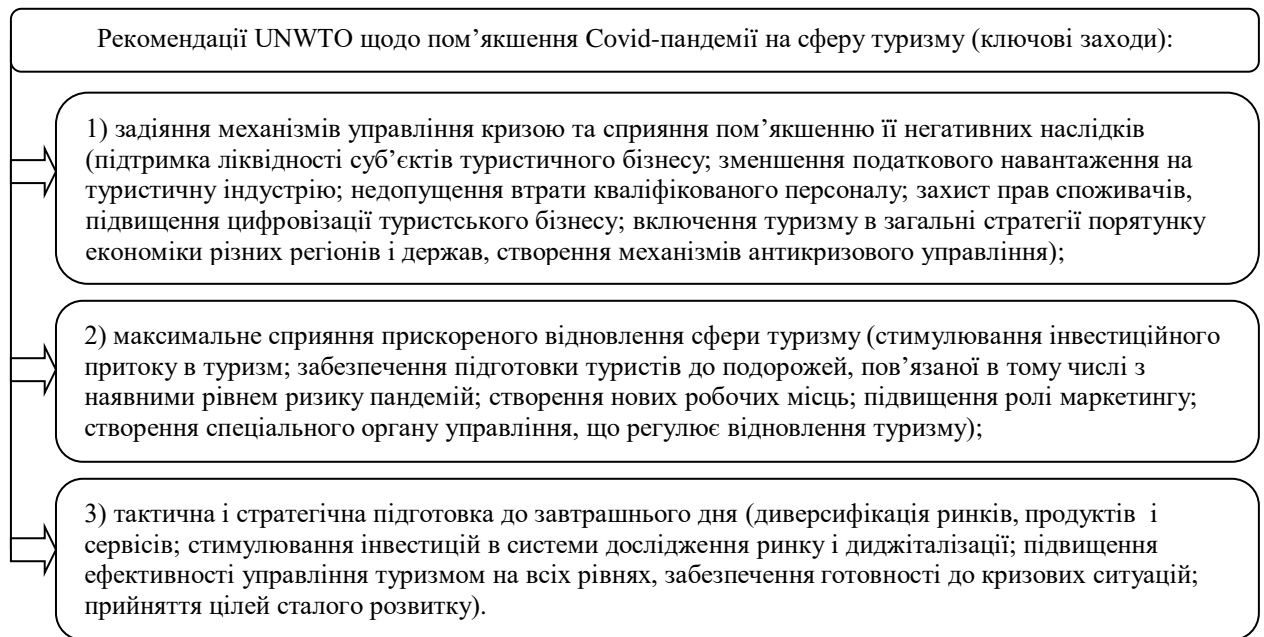 Рекомендації UNWTO щодо пом’якшення Covid-пандемії на сферу туризму (ключові заходи):
1) задіяння механізмів управління кризою та сприяння пом’якшенню її негативних наслідків
(підтримка ліквідності суб’єктів туристичного бізнесу; зменшення податкового навантаження на
туристичну індустрію; недопущення втрати кваліфікованого персоналу; захист прав споживачів,
підвищення цифровізації туристського бізнесу; включення туризму в загальні стратегії порятунку
економіки різних регіонів і держав, створення механізмів антикризового управління);
2) максимальне сприяння прискореного відновлення сфери туризму (стимулювання інвестиційного
притоку в туризм; забезпечення підготовки туристів до подорожей, пов’язаної в тому числі з
наявними рівнем ризику пандемій; створення нових робочих місць; підвищення ролі маркетингу;
створення спеціального органу управління, що регулює відновлення туризму);
3) тактична і стратегічна підготовка до завтрашнього дня (диверсифікація ринків, продуктів і
сервісів; стимулювання інвестицій в системи дослідження ринку і диджіталізації; підвищення
ефективності управління туризмом на всіх рівнях, забезпечення готовності до кризових ситуацій;
прийняття цілей сталого розвитку).